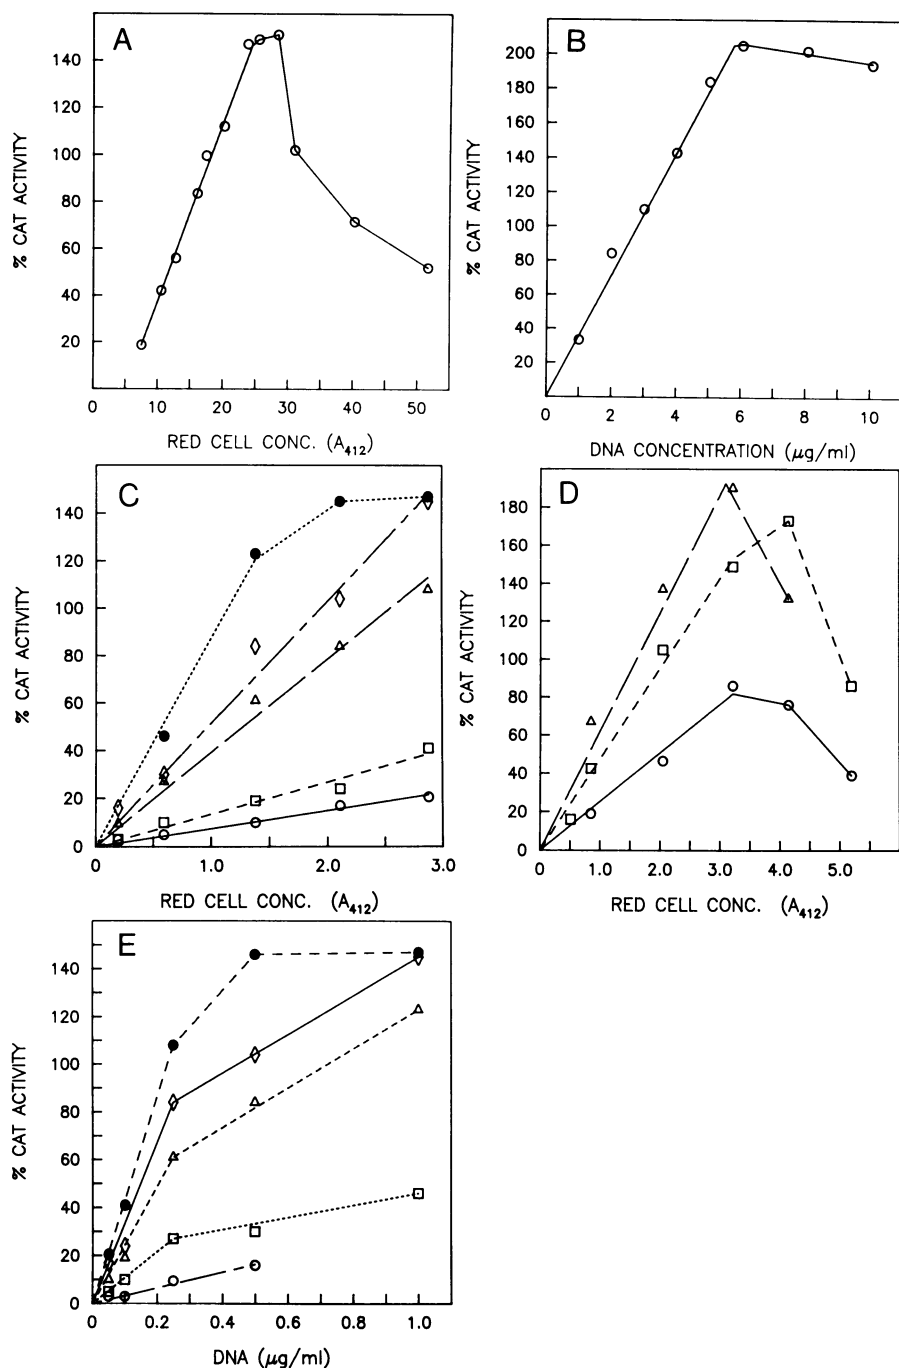 A
% CAT ACTIVITY
140
120
100
80
60
40
20
0 10 20 30 40 50
RED CELL CONC. (A412)
B
% CAT ACTIVITY
200
180
160
140
120
100
80
60
40
20
0 2 4 6 8 10
DNA CONCENTRATION (μg/ml)
C
% CAT ACTIVITY
140
120
100
80
60
40
20
0
0 1.0 2.0 3.0
RED CELL CONC. (A412)
D
% CAT ACTIVITY
180
160
140
120
100
80
60
40
20
0
0 1.0 2.0 3.0 4.0 5.0
RED CELL CONC. (A412)
E
% CAT ACTIVITY
140
120
100
80
60
40
20
0
0 0.2 0.4 0.6 0.8 1.0
DNA (μg/ml)